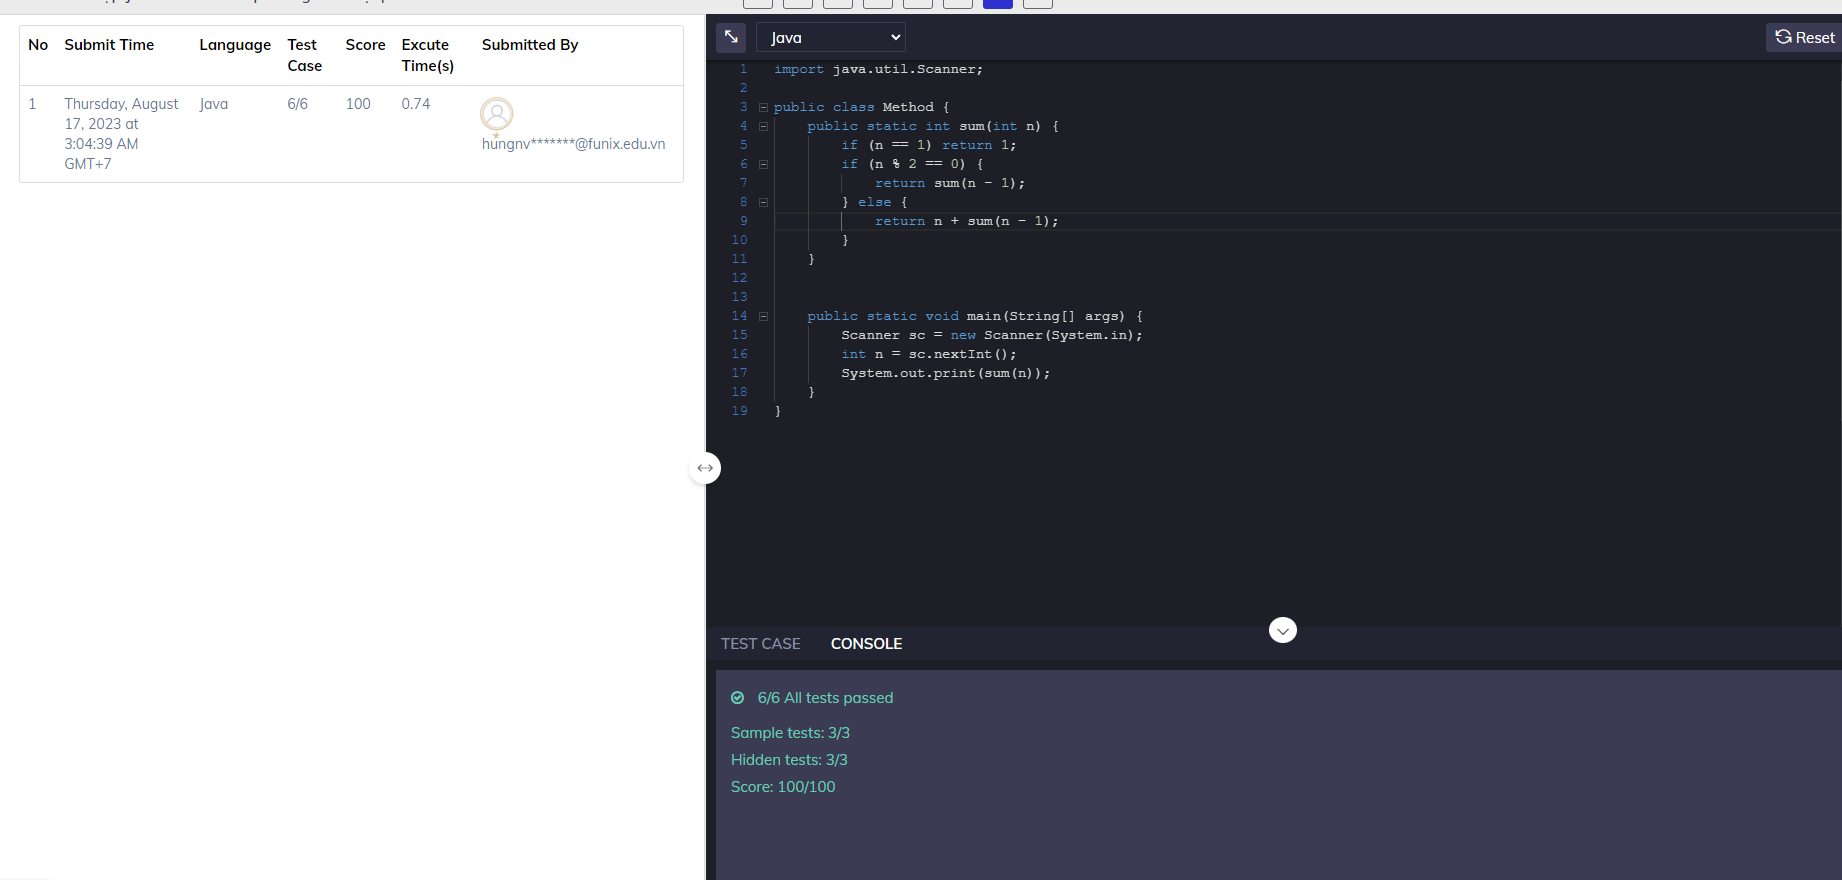 No Submit Time Language Test Case Score Excute Time(s) Submitted By
1 Thursday, August 17, 2023 at 3:04:39 AM GMT+7 Java 6/6 100 0.74 hungnv*******@funix.edu.vn
Java
Reset
1 import java.util.Scanner;
2
3 public class Method {
4 public static int sum(int n) {
5 if (n == 1) return 1;
6 if (n % 2 == 0) {
7 return sum(n - 1);
8 } else {
9 return n + sum(n - 1);
10 }
11 }
12
13
14 public static void main(String[] args) {
15 Scanner sc = new Scanner(System.in);
16 int n = sc.nextInt();
17 System.out.print(sum(n));
18 }
19 }
TEST CASE CONSOLE
6/6 All tests passed
Sample tests: 3/3
Hidden tests: 3/3
Score: 100/100